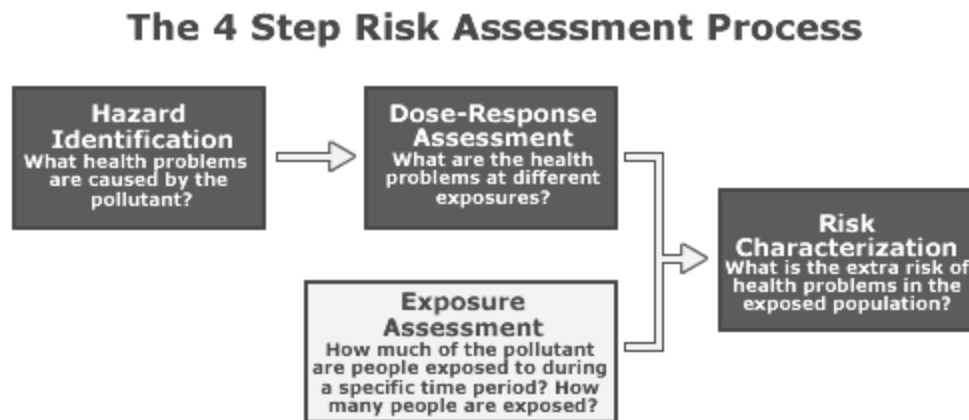 The 4 Step Risk Assessment Process
Hazard
Identification
What health problems
are caused by the
pollutant?
Dose-Response
Assessment
What are the health
problems at different
exposures?
Exposure
Assessment
How much of the pollutant
are people exposed to during
a specific time period? How
many people are exposed?
Risk
Characterization
What is the extra risk of
health problems in the
exposed population?